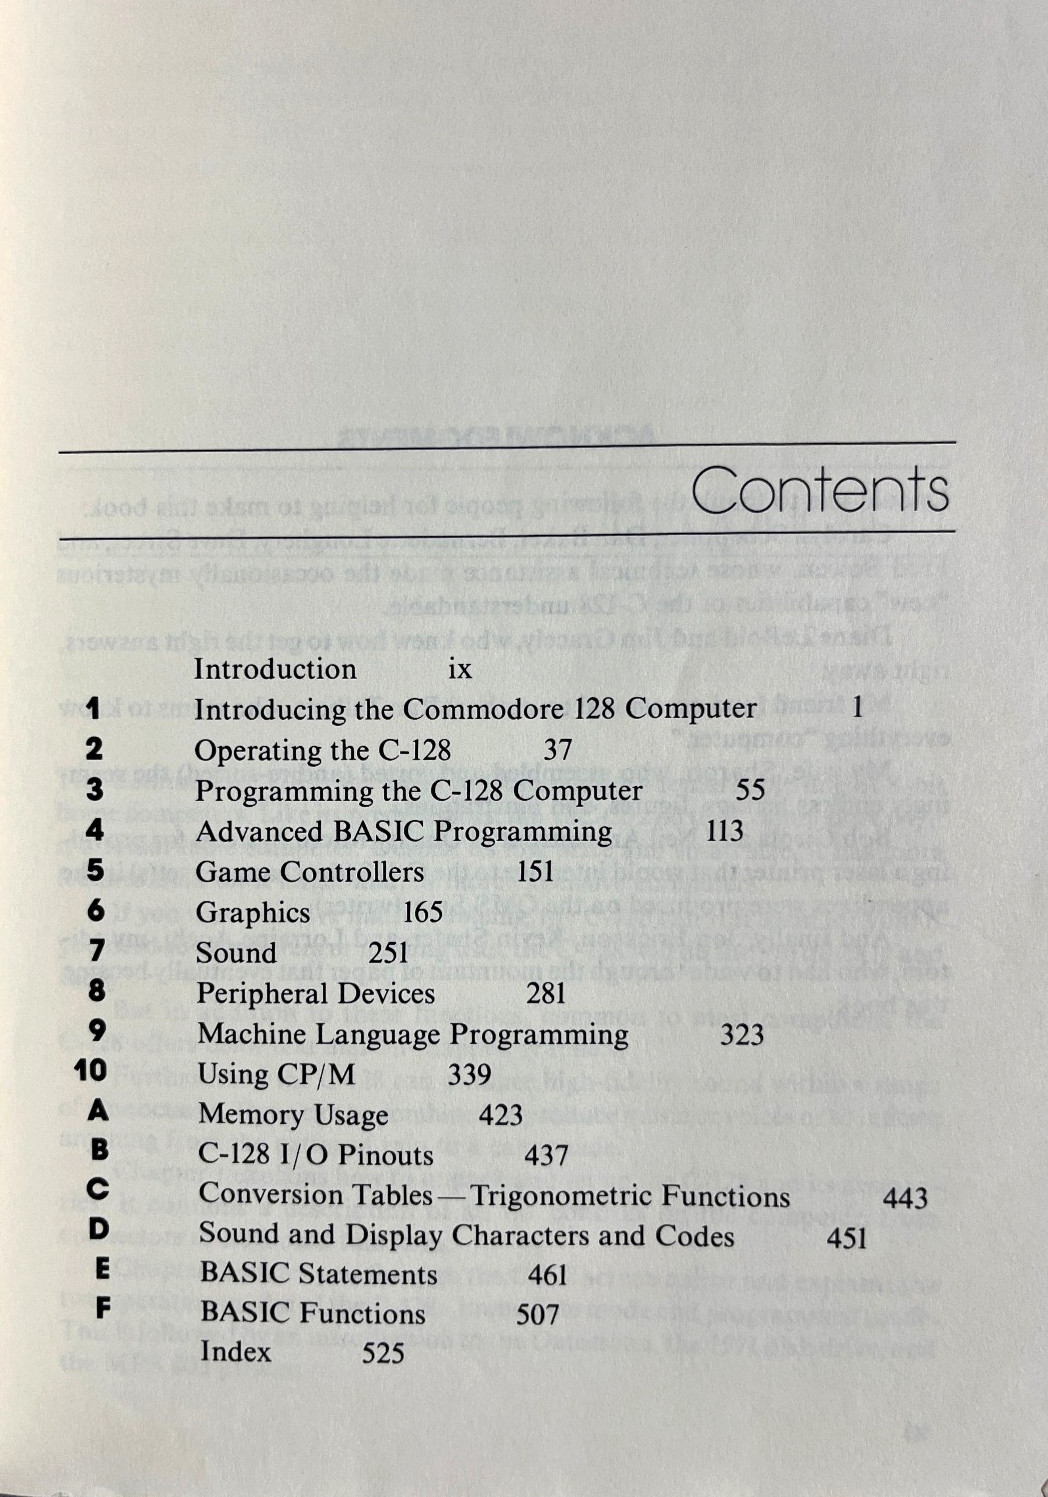 Contents
Introduction ix
1 Introducing the Commodore 128 Computer 1
2 Operating the C-128 37
3 Programming the C-128 Computer 55
4 Advanced BASIC Programming 113
5 Game Controllers 151
6 Graphics 165
7 Sound 251
8 Peripheral Devices 281
9 Machine Language Programming 323
10 Using CP/M 339
A Memory Usage 423
B C-128 I/O Pinouts 437
C Conversion Tables—Trigonometric Functions 443
D Sound and Display Characters and Codes 451
E BASIC Statements 461
F BASIC Functions 507
Index 525